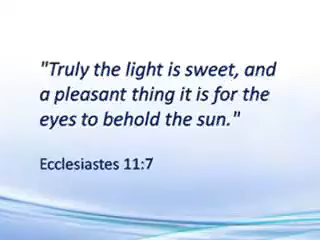 "Truly the light is sweet, and
a pleasant thing it is for the
eyes to behold the sun."
Ecclesiastes 11:7